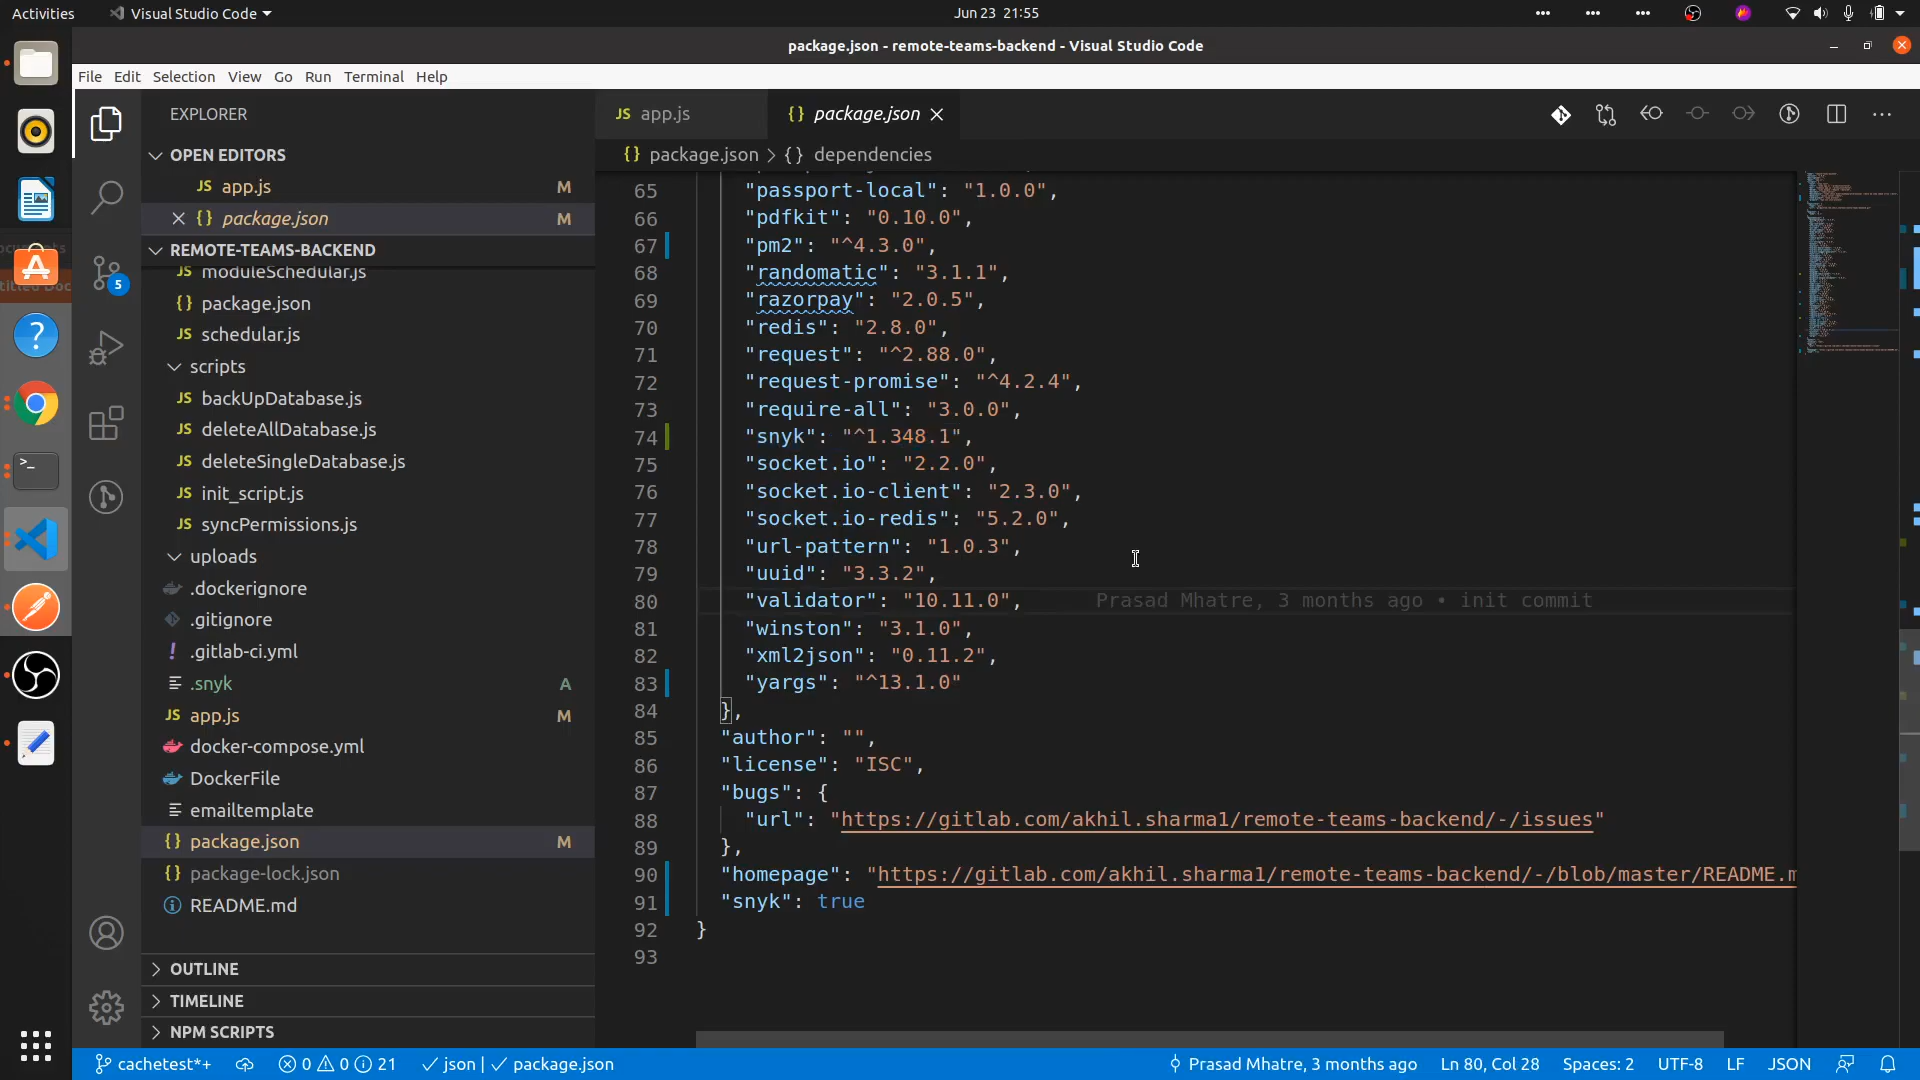 Activities
Visual Studio Code
Jun 23 21:55
package.json - remote-teams-backend - Visual Studio Code
File Edit Selection View Go Run Terminal Help
EXPLORER
OPEN EDITORS
JS app.js M
{} package.json M
REMOTE-TEAMS-BACKEND
JS moduleSchedular.js
{} package.json
JS schedular.js
scripts
JS backUpDatabase.js
JS deleteAllDatabase.js
JS deleteSingleDatabase.js
JS init_script.js
JS syncPermissions.js
uploads
.dockerignore
.gitignore
! .gitlab-ci.yml
.snyk A
JS app.js M
docker-compose.yml
DockerFile
emailtemplate
{} package.json M
{} package-lock.json
README.md
OUTLINE
TIMELINE
NPM SCRIPTS
5
JS app.js
{} package.json
{} package.json > {} dependencies
65 "passport-local": "1.0.0",
66 "pdfkit": "0.10.0",
67 "pm2": "^4.3.0",
68 "randomatic": "3.1.1",
69 "razorpay": "2.0.5",
70 "redis": "2.8.0",
71 "request": "^2.88.0",
72 "request-promise": "^4.2.4",
73 "require-all": "3.0.0",
74 "snyk": "^1.348.1",
75 "socket.io": "2.2.0",
76 "socket.io-client": "2.3.0",
77 "socket.io-redis": "5.2.0",
78 "url-pattern": "1.0.3",
79 "uuid": "3.3.2",
80 "validator": "10.11.0", Prasad Mhatre, 3 months ago • init commit
81 "winston": "3.1.0",
82 "xml2json": "0.11.2",
83 "yargs": "^13.1.0"
84 },
85 "author": "",
86 "license": "ISC",
87 "bugs": {
88 "url": "https://gitlab.com/akhil.sharma1/remote-teams-backend/-/issues"
89 },
90 "homepage": "https://gitlab.com/akhil.sharma1/remote-teams-backend/-/blob/master/README.m
91 "snyk": true
92 }
93
cachetest*+ 0 0 21 json | package.json Prasad Mhatre, 3 months ago Ln 80, Col 28 Spaces: 2 UTF-8 LF JSON